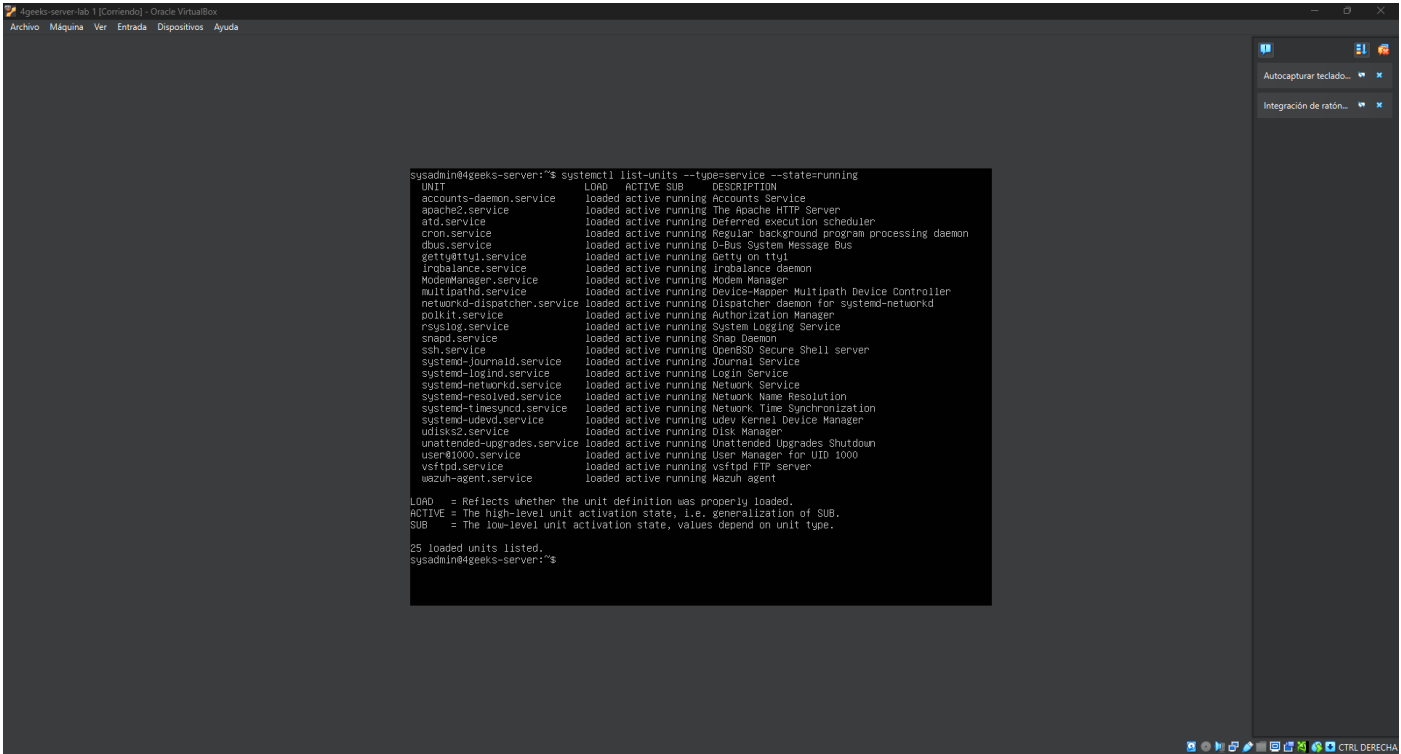 4geeks-server-lab 1 [Corriendo] - Oracle VirtualBox
Archivo Máquina Ver Entrada Dispositivos Ayuda
Autocapturar teclado...
Integración de ratón...
sysadmin@4geeks-server:~$ systemctl list-units --type=service --state=running
UNIT LOAD ACTIVE SUB DESCRIPTION
accounts-daemon.service loaded active running Accounts Service
apache2.service loaded active running The Apache HTTP Server
atd.service loaded active running Deferred execution scheduler
cron.service loaded active running Regular background program processing daemon
dbus.service loaded active running D-Bus System Message Bus
getty@tty1.service loaded active running Getty on tty1
irqbalance.service loaded active running irqbalance daemon
ModemManager.service loaded active running Modem Manager
multipathd.service loaded active running Device-Mapper Multipath Device Controller
networkd-dispatcher.service loaded active running Dispatcher daemon for systemd-networkd
polkit.service loaded active running Authorization Manager
rsyslog.service loaded active running System Logging Service
snapd.service loaded active running Snap Daemon
ssh.service loaded active running OpenBSD Secure Shell server
systemd-journald.service loaded active running Journal Service
systemd-logind.service loaded active running Login Service
systemd-networkd.service loaded active running Network Service
systemd-resolved.service loaded active running Network Name Resolution
systemd-timesyncd.service loaded active running Network Time Synchronization
systemd-udevd.service loaded active running udev Kernel Device Manager
udisks2.service loaded active running Disk Manager
unattended-upgrades.service loaded active running Unattended Upgrades Shutdown
user@1000.service loaded active running User Manager for UID 1000
vsftpd.service loaded active running vsftpd FTP server
wazuh-agent.service loaded active running Wazuh agent
LOAD = Reflects whether the unit definition was properly loaded.
ACTIVE = The high-level unit activation state, i.e. generalization of SUB.
SUB = The low-level unit activation state, values depend on unit type.
25 loaded units listed.
sysadmin@4geeks-server:~$
CTRL DERECHA